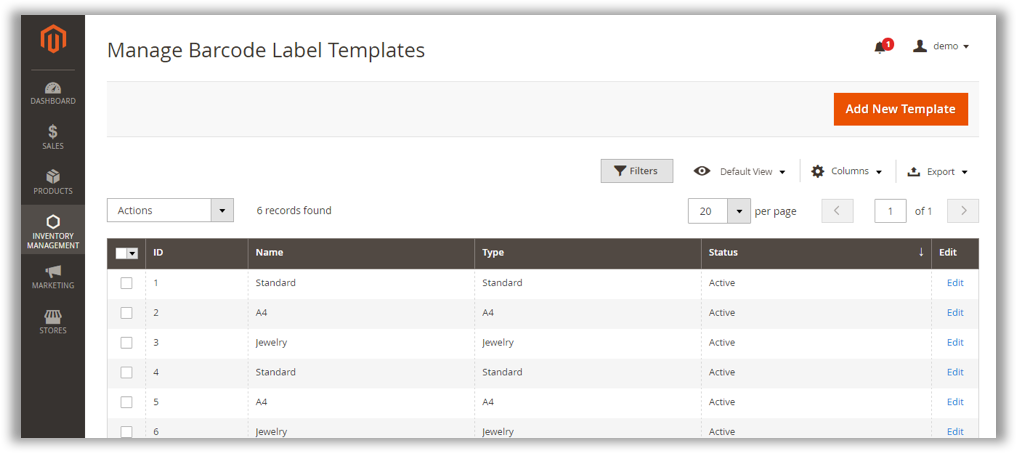 Manage Barcode Label Templates
1
demo
DASHBOARD
SALES
PRODUCTS
INVENTORY
MANAGEMENT
MARKETING
STORES
Add New Template
Filters
Default View
Columns
Export
Actions
6 records found
20 per page
1 of 1
ID Name Type Status ↓ Edit
1 Standard Standard Active Edit
2 A4 A4 Active Edit
3 Jewelry Jewelry Active Edit
4 Standard Standard Active Edit
5 A4 A4 Active Edit
6 Jewelry Jewelry Active Edit